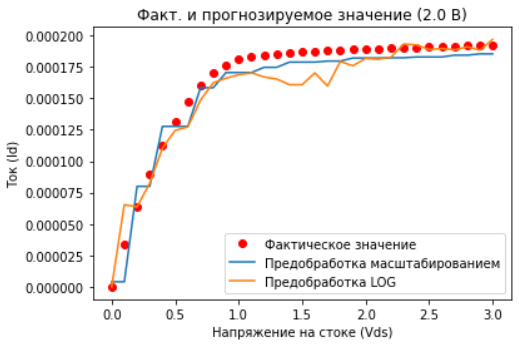 Факт. и прогнозируемое значение (2.0 В)
Ток (Id)
0.000200
0.000175
0.000150
0.000125
0.000100
0.000075
0.000050
0.000025
0.000000
Фактическое значение
Предобработка масштабированием
Предобработка LOG
0.0 0.5 1.0 1.5 2.0 2.5 3.0
Напряжение на стоке (Vds)